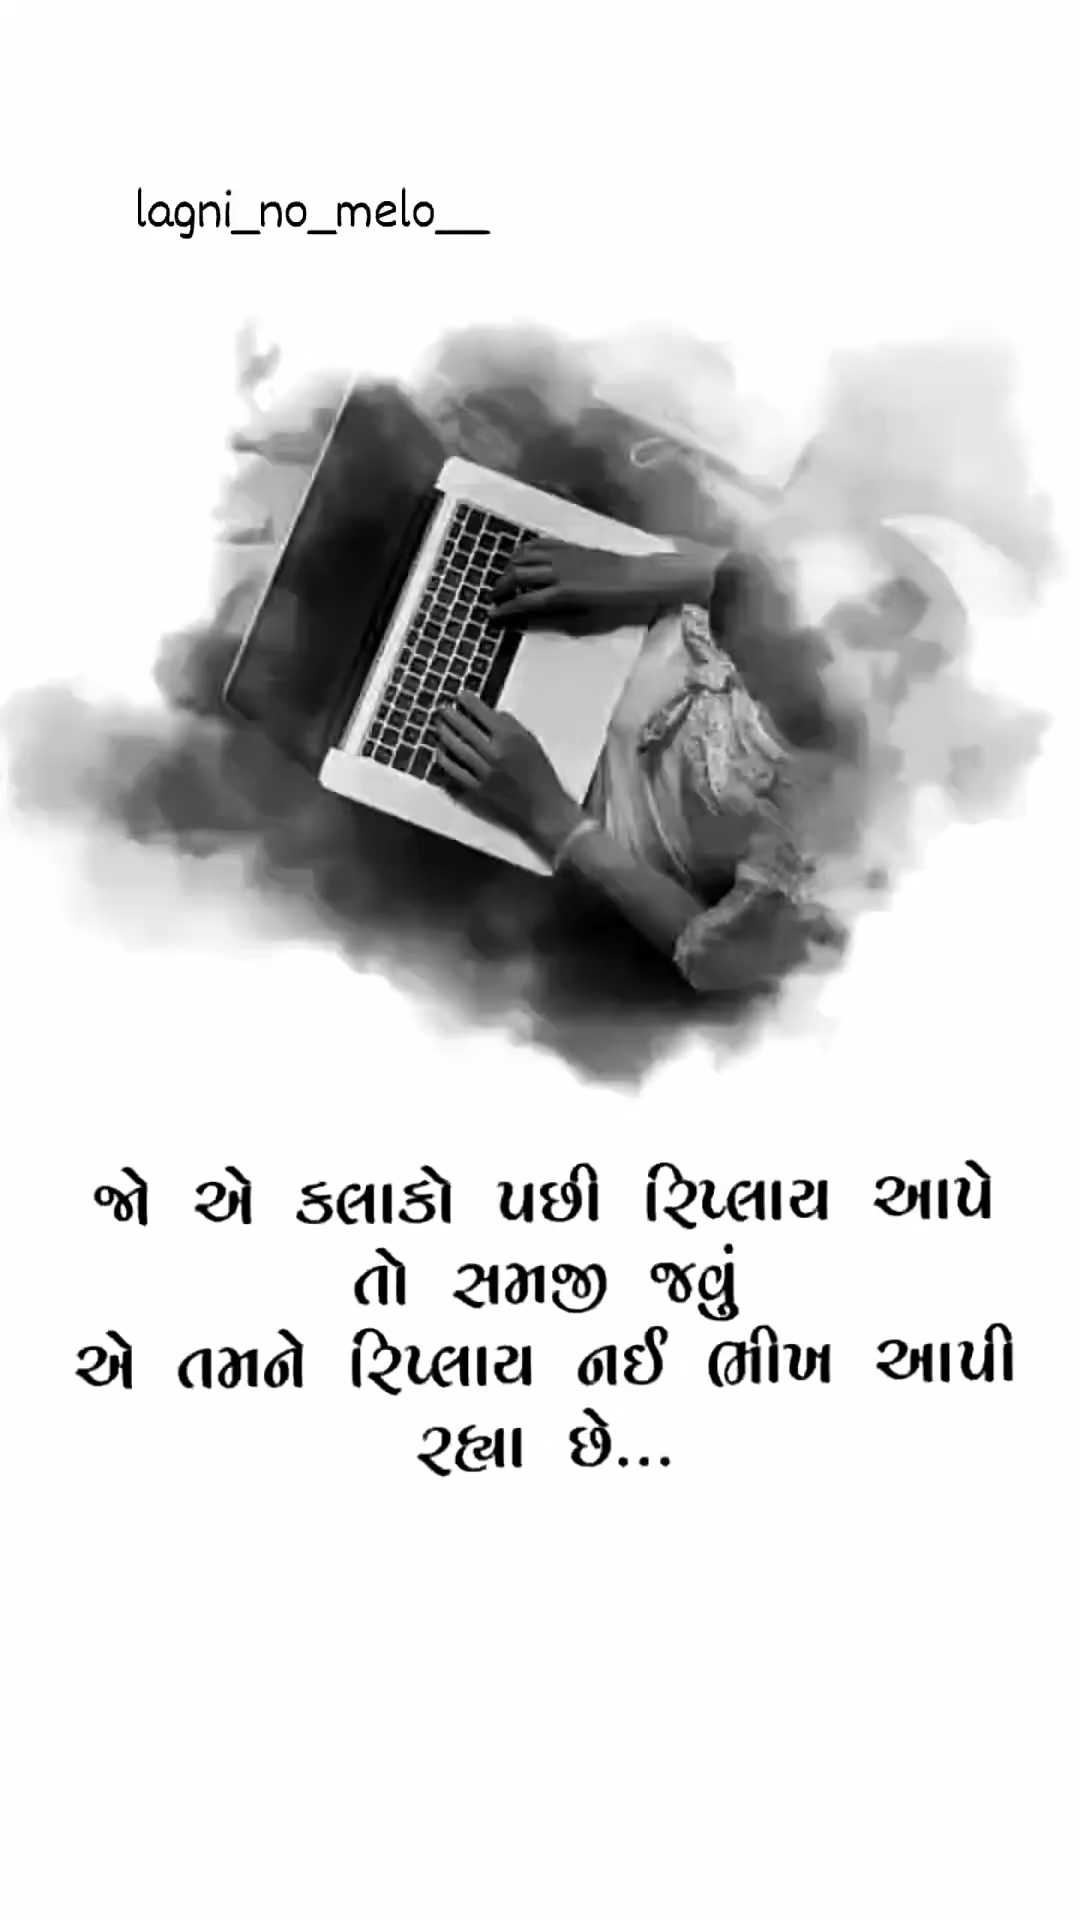 lagni_no_melo__
જો એ કલાકો પછી રિપ્લાય આપે
તો સમજી જવું
એ તમને રિપ્લાય નઈ ભીખ આપી
રહ્યા છે...